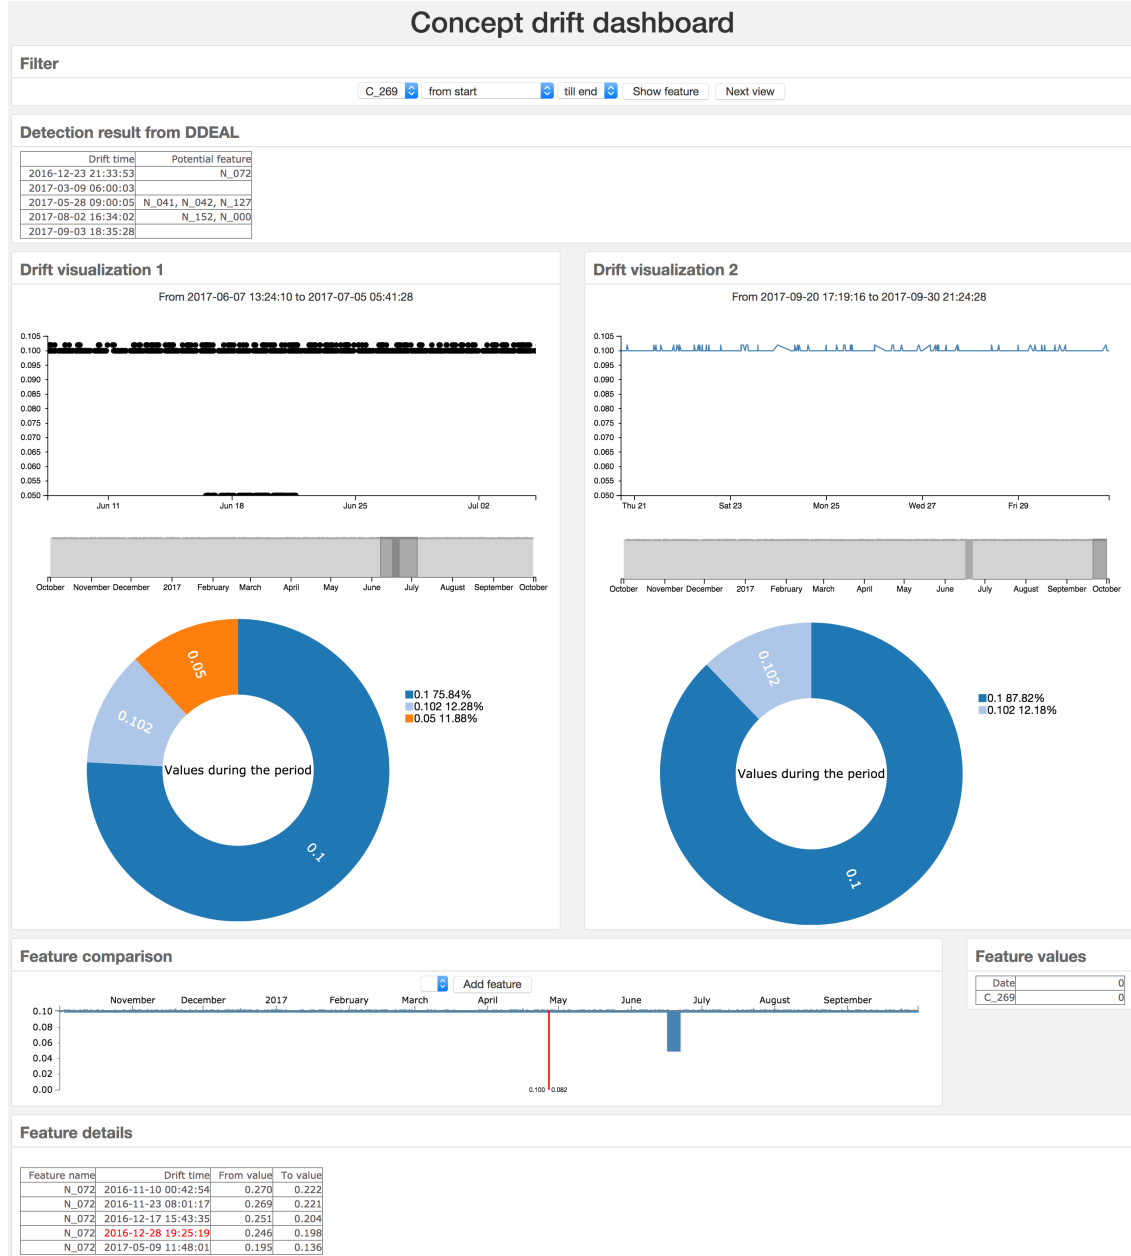 Concept drift dashboard
Filter
C_269 from start till end Show feature Next view
Detection result from DDEAL
Drift time Potential feature
2016-12-23 21:33:53 N_072
2017-03-09 06:00:03
2017-05-28 09:00:05 N_041, N_042, N_127
2017-08-02 16:34:02 N_152, N_000
2017-09-03 18:35:28
Drift visualization 1
From 2017-06-07 13:24:10 to 2017-07-05 05:41:28
0.105
0.100
0.095
0.090
0.085
0.080
0.075
0.070
0.065
0.060
0.055
0.050
Jun 11 Jun 18 Jun 25 Jul 02
October November December 2017 February March April May June July August September October
0.05
0.102
0.1
Values during the period
0.1 75.84%
0.102 12.28%
0.05 11.88%
Drift visualization 2
From 2017-09-20 17:19:16 to 2017-09-30 21:24:28
0.105
0.100
0.095
0.090
0.085
0.080
0.075
0.070
0.065
0.060
0.055
0.050
Thu 21 Sat 23 Mon 25 Wed 27 Fri 29
October November December 2017 February March April May June July August September October
0.102
0.1
Values during the period
0.1 87.82%
0.102 12.18%
Feature comparison
Add feature
November December 2017 February March April May June July August September
0.10
0.08
0.06
0.04
0.02
0.00
0.100 0.082
Feature values
Date 0
C_269 0
Feature details
Feature name Drift time From value To value
N_072 2016-11-10 00:42:54 0.270 0.222
N_072 2016-11-23 08:01:17 0.269 0.221
N_072 2016-12-17 15:43:35 0.251 0.204
N_072 2016-12-28 19:25:19 0.246 0.198
N_072 2017-05-09 11:48:01 0.195 0.136